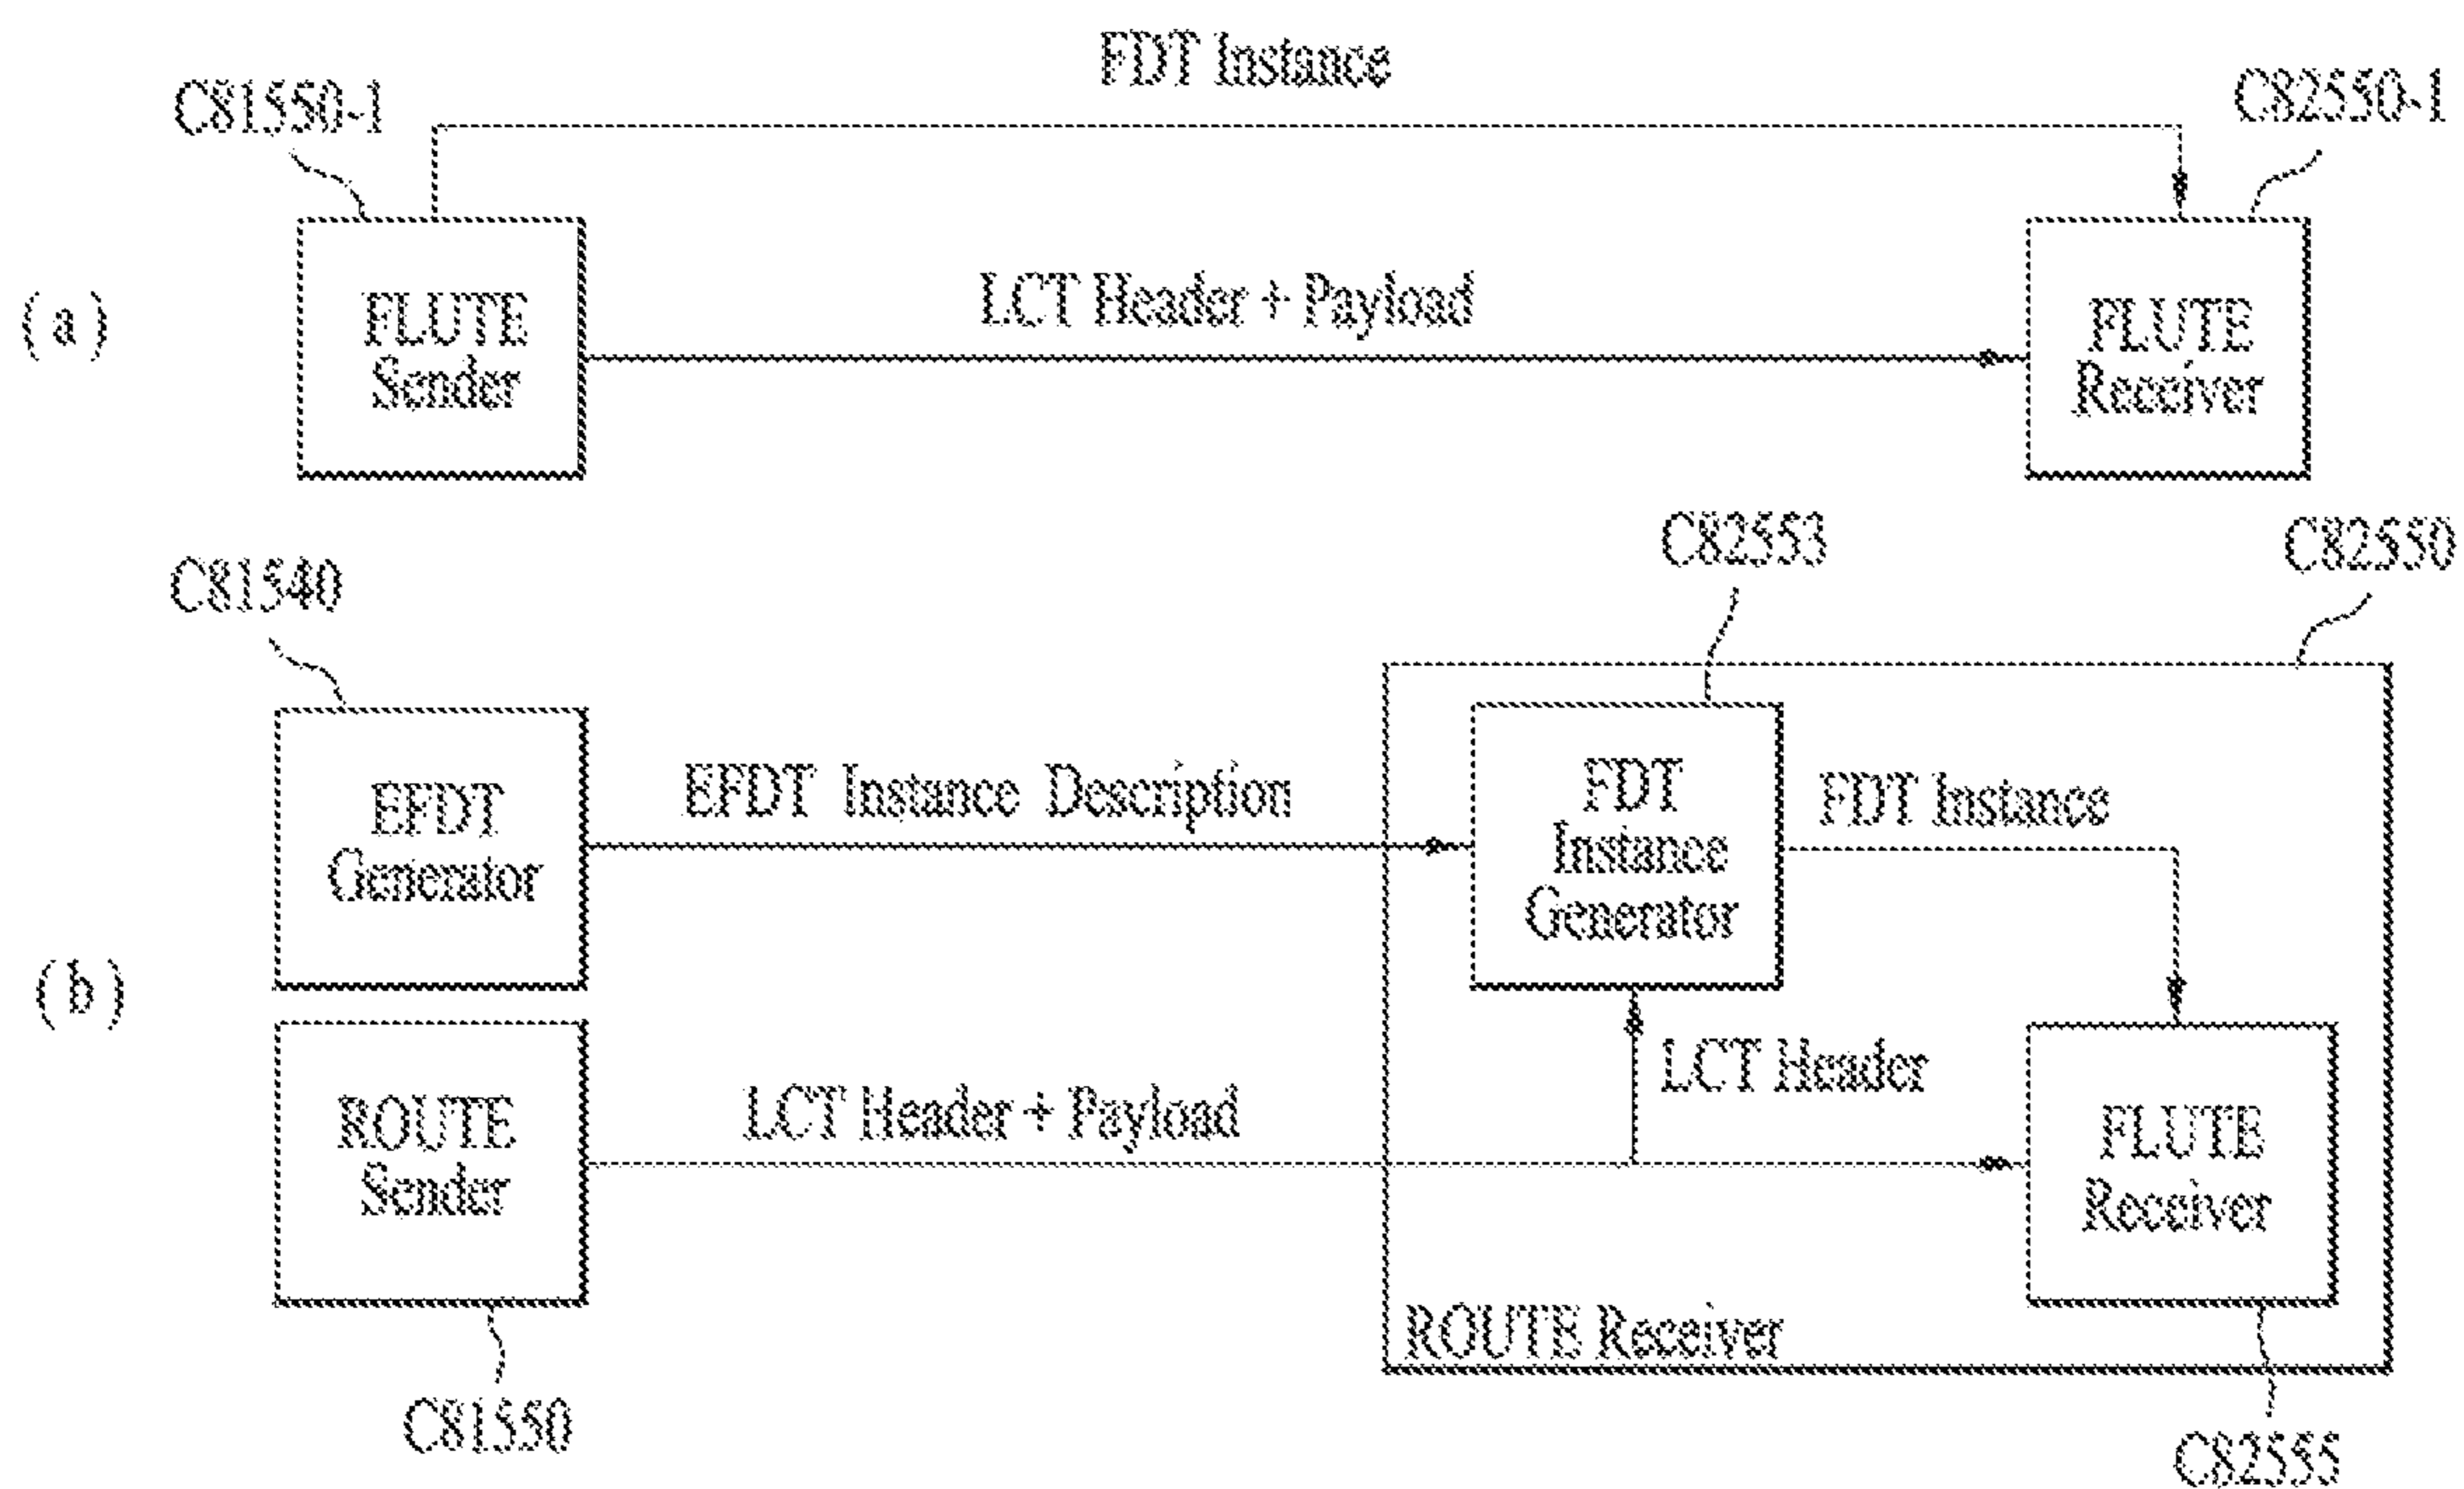 FDT Instance
C81550-1
C82550-1
(a)
FLUTE
Sender
LCT Header + Payload
FLUTE
Receiver
C81540
C82553
C82550
(b)
EFDT
Generator
EFDT Instance Description
FDT
Instance
Generator
FDT Instance
ROUTE
Sender
LCT Header + Payload
LCT Header
FLUTE
Receiver
ROUTE Receiver
C81550
C82555